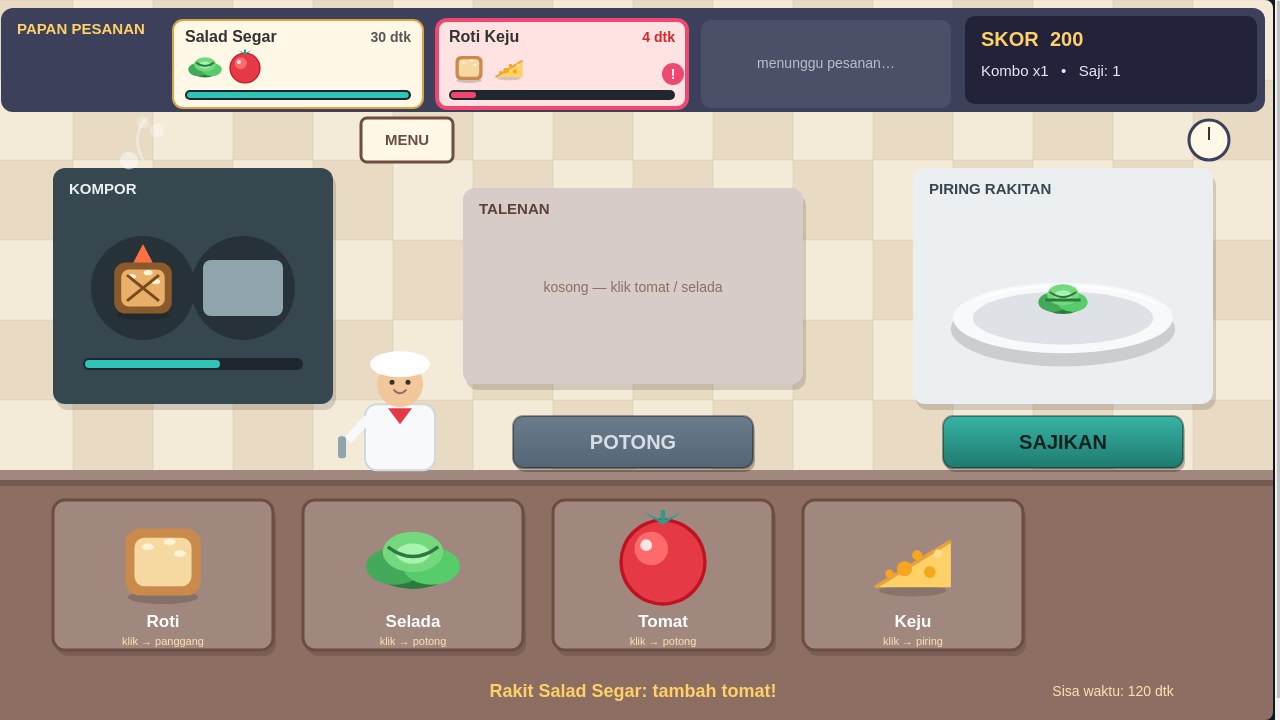 PAPAN PESANAN
Salad Segar
30 dtk
Roti Keju
4 dtk
!
menunggu pesanan…
SKOR 200
Kombo x1 • Saji: 1
MENU
KOMPOR
TALENAN
kosong — klik tomat / selada
PIRING RAKITAN
POTONG
SAJIKAN
Roti
klik → panggang
Selada
klik → potong
Tomat
klik → potong
Keju
klik → piring
Rakit Salad Segar: tambah tomat!
Sisa waktu: 120 dtk